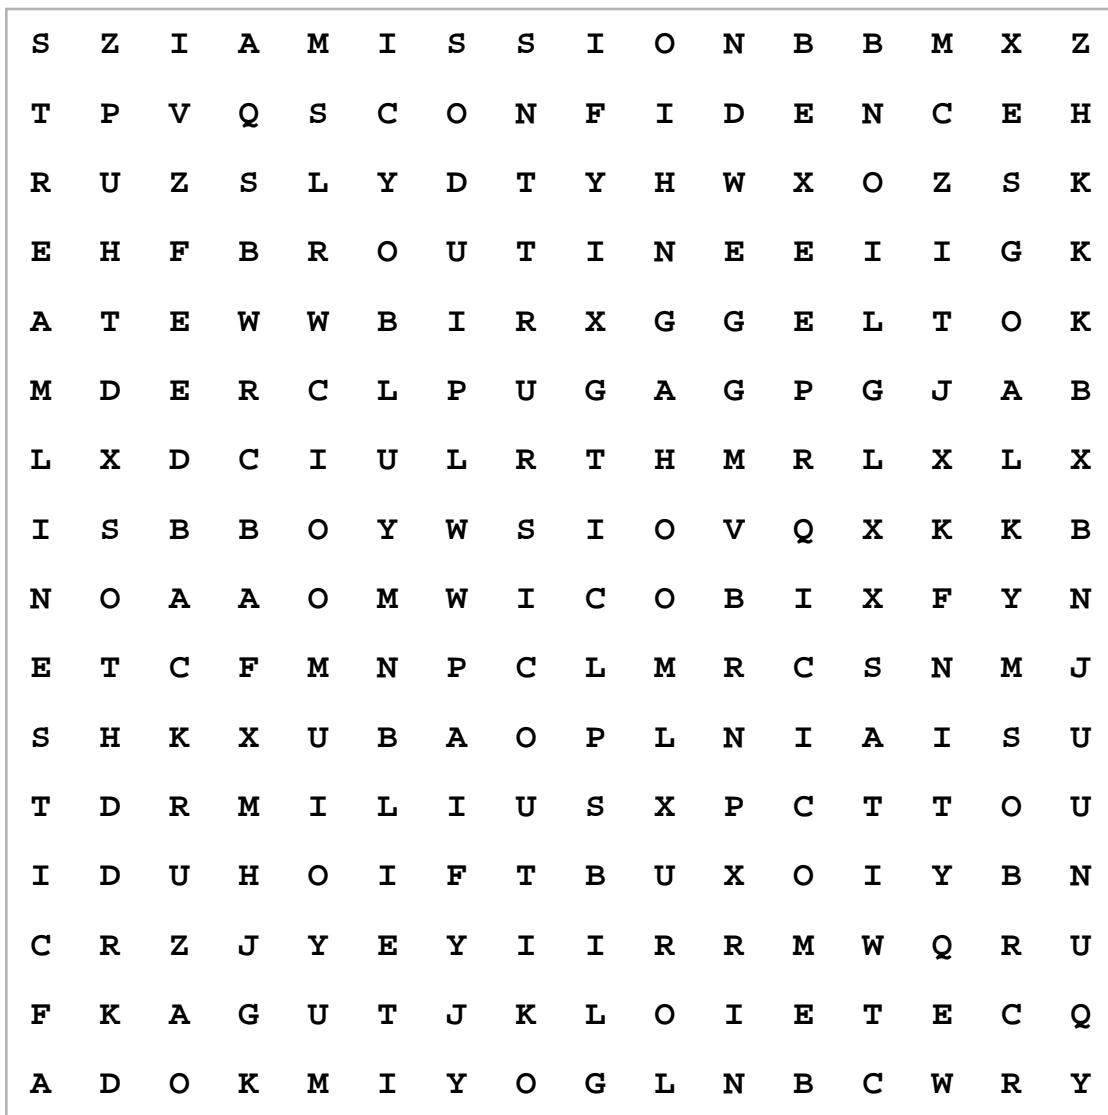 S Z I A M I S S I O N B B M X Z
T P V Q S C O N F I D E N C E H
R U Z S L Y D T Y H W X O Z S K
E H F B R O U T I N E E I I G K
A T E W W B I R X G G E L T O K
M D E R C L P U G A G P G J A B
L X D C I U L R T H M R L X L X
I S B B O Y W S I O V Q X K K B
N O A A O M W I C O B I X F Y N
E T C F M N P C L M R C S N M J
S H K X U B A O P L N I A I S U
T D R M I L I U S X P C T T O U
I D U H O I F T B U X O I Y B N
C R Z J Y E Y I I R R M W Q R U
F K A G U T J K L O I E T E C Q
A D O K M I Y O G L N B C W R Y